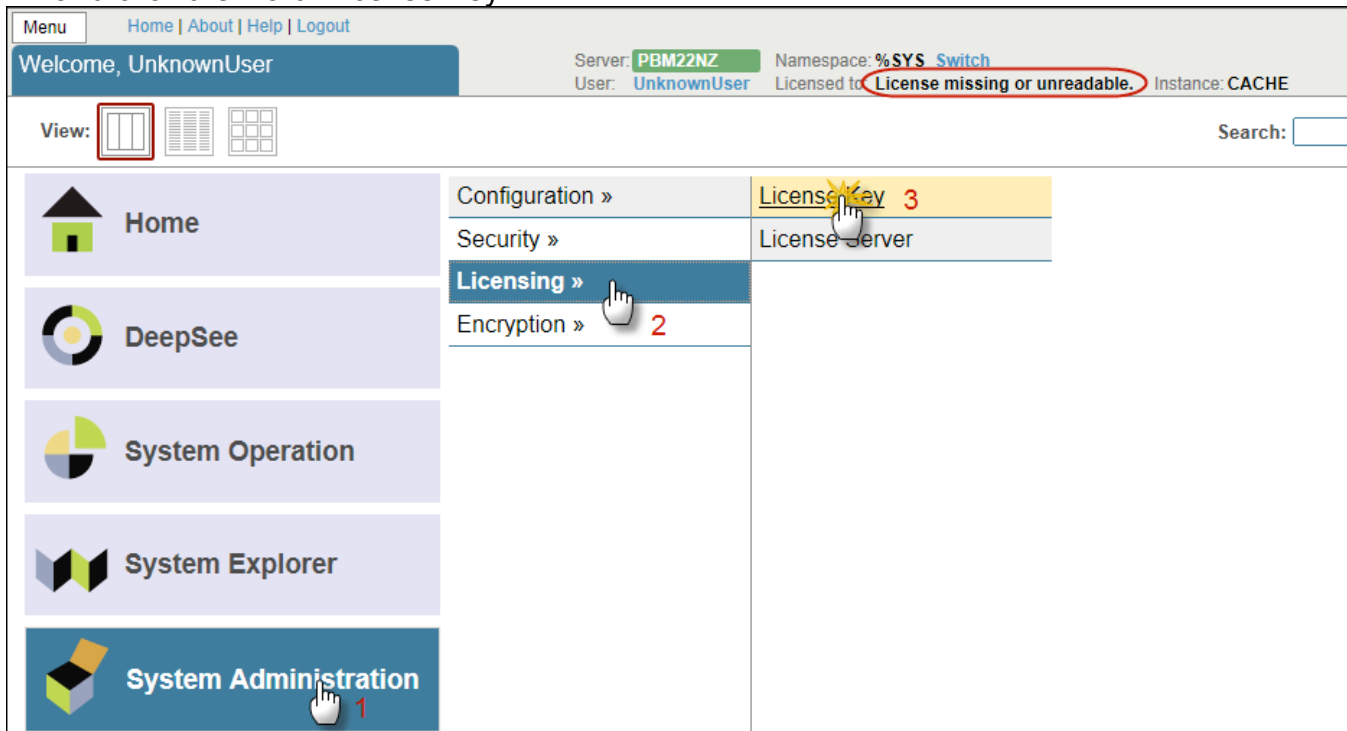 Menu Home | About | Help | Logout
Welcome, UnknownUser
Server: PBM22NZ Namespace: %SYS Switch
User: UnknownUser Licensed to: License missing or unreadable. Instance: CACHE
View:
Search:
Home
DeepSee
System Operation
System Explorer
System Administration
1
Configuration »
Security »
Licensing »
Encryption »
2
License Key 3
License Server